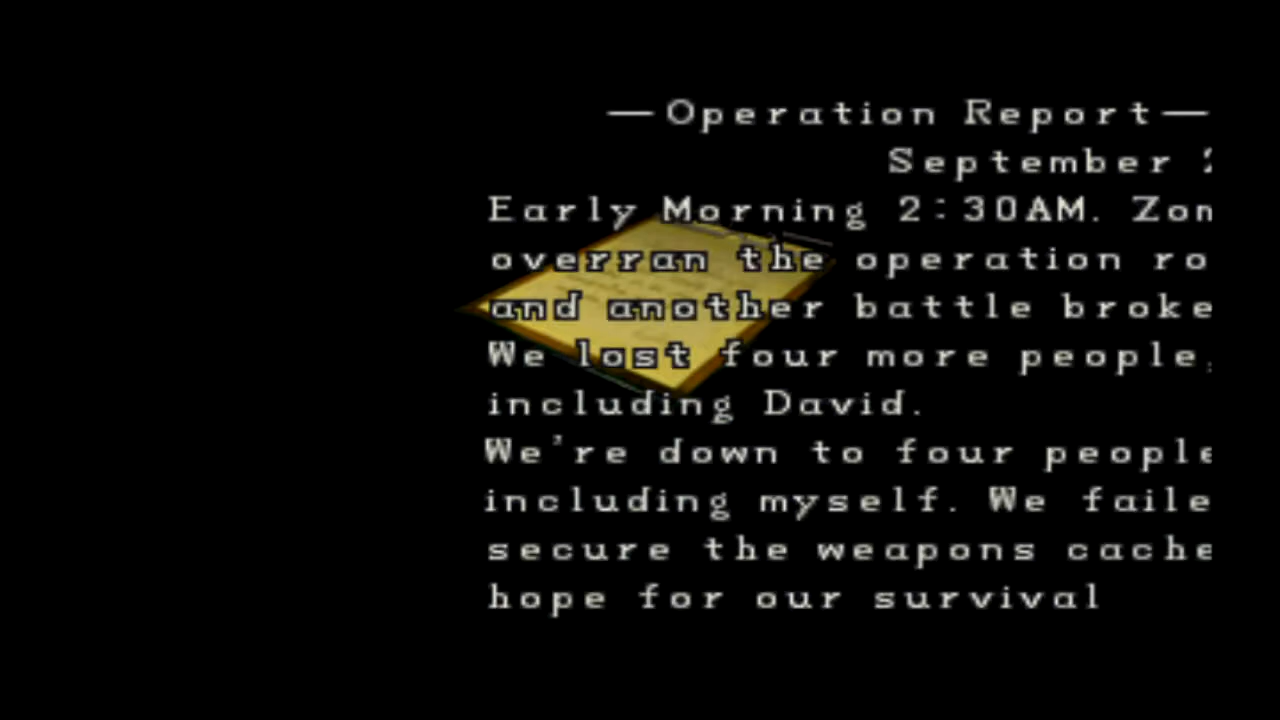 —Operation Report—
September
Early Morning 2:30AM. Zon
overran the operation ro
and another battle broke
We lost four more people,
including David.
We're down to four people
including myself. We faile
secure the weapons cache
hope for our survival